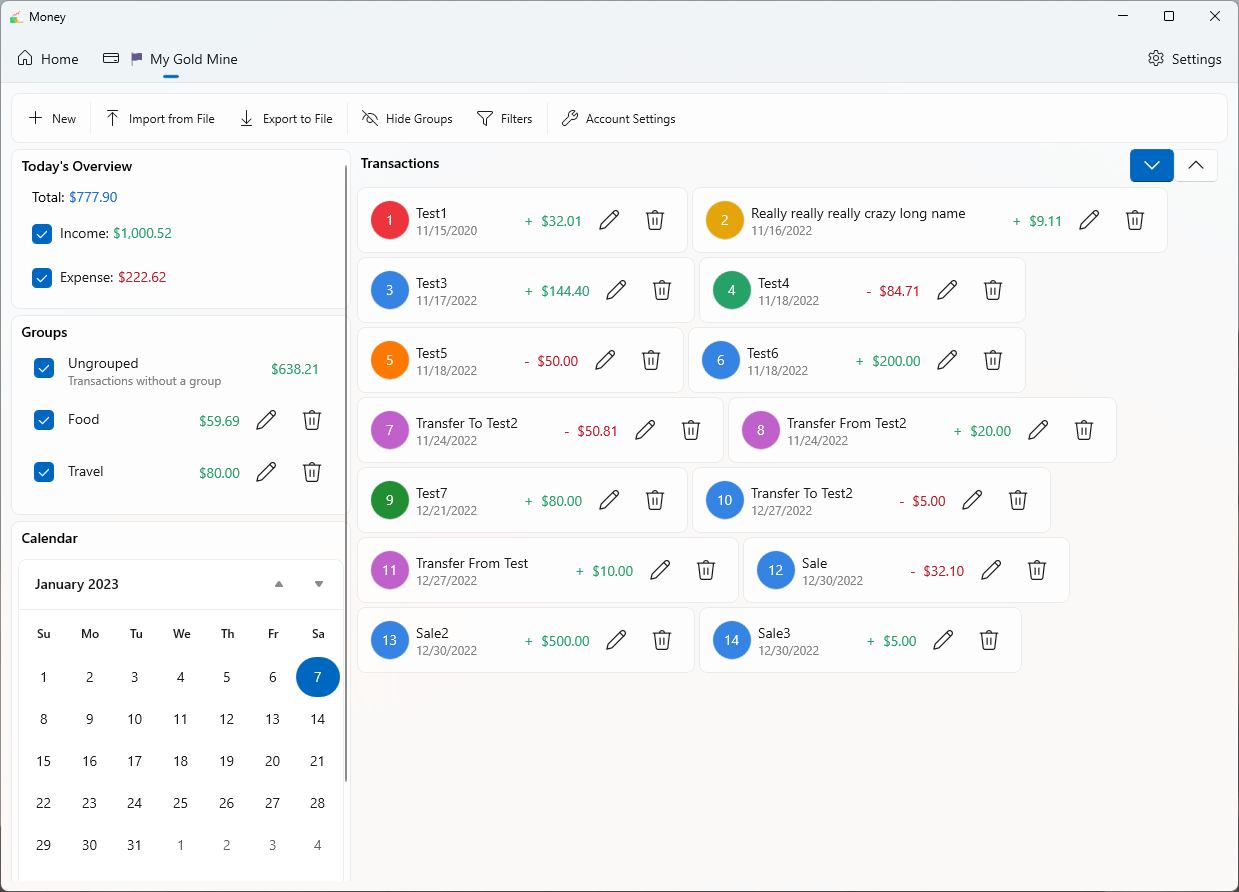 Money
Home
My Gold Mine
Settings
New
Import from File
Export to File
Hide Groups
Filters
Account Settings
Today's Overview
Total: $777.90
Income: $1,000.52
Expense: $222.62
Groups
Ungrouped
Transactions without a group
$638.21
Food
$59.69
Travel
$80.00
Calendar
January 2023
Su Mo Tu We Th Fr Sa
1 2 3 4 5 6 7
8 9 10 11 12 13 14
15 16 17 18 19 20 21
22 23 24 25 26 27 28
29 30 31 1 2 3 4
Transactions
1
Test1
11/15/2020
+ $32.01
2
Really really really crazy long name
11/16/2022
+ $9.11
3
Test3
11/17/2022
+ $144.40
4
Test4
11/18/2022
- $84.71
5
Test5
11/18/2022
- $50.00
6
Test6
11/18/2022
+ $200.00
7
Transfer To Test2
11/24/2022
- $50.81
8
Transfer From Test2
11/24/2022
+ $20.00
9
Test7
12/21/2022
+ $80.00
10
Transfer To Test2
12/27/2022
- $5.00
11
Transfer From Test
12/27/2022
+ $10.00
12
Sale
12/30/2022
- $32.10
13
Sale2
12/30/2022
+ $500.00
14
Sale3
12/30/2022
+ $5.00